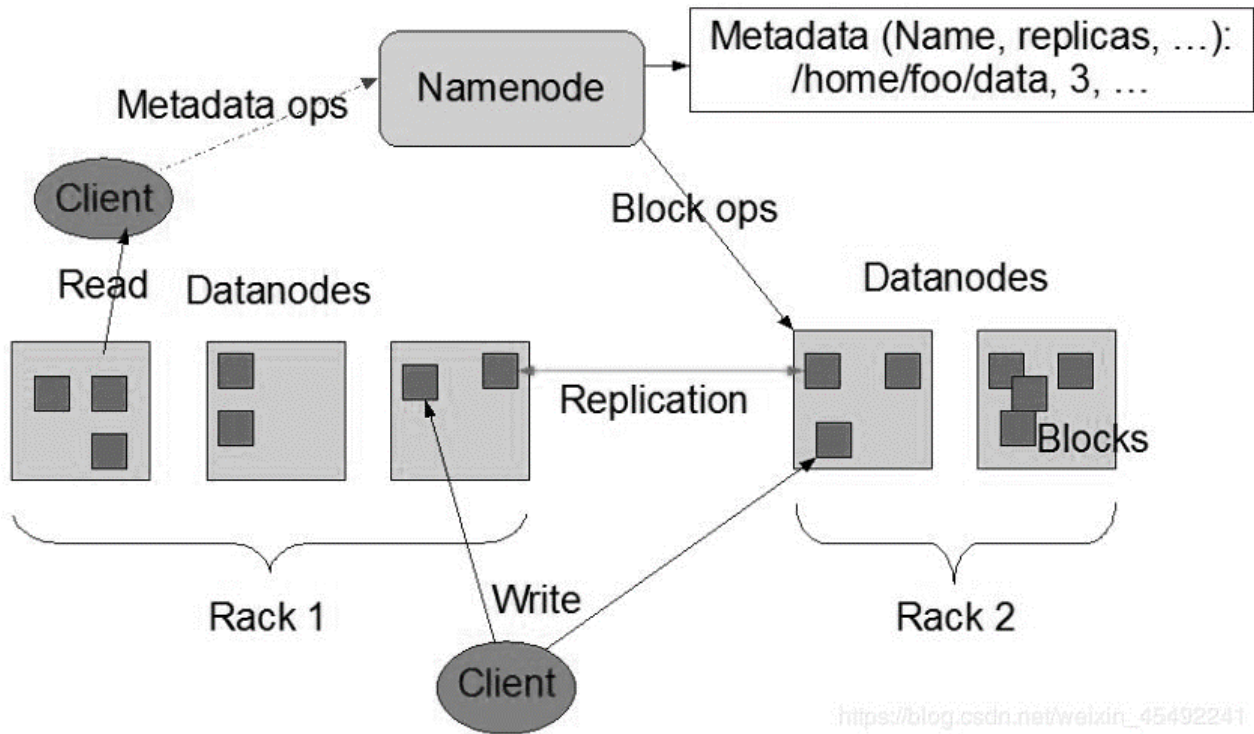 Metadata (Name, replicas, …):
/home/foo/data, 3, …
Namenode
Metadata ops
Client
Block ops
Read
Datanodes
Datanodes
Replication
Blocks
Rack 1
Write
Rack 2
Client
https://blog.csdn.net/weixin_45492241